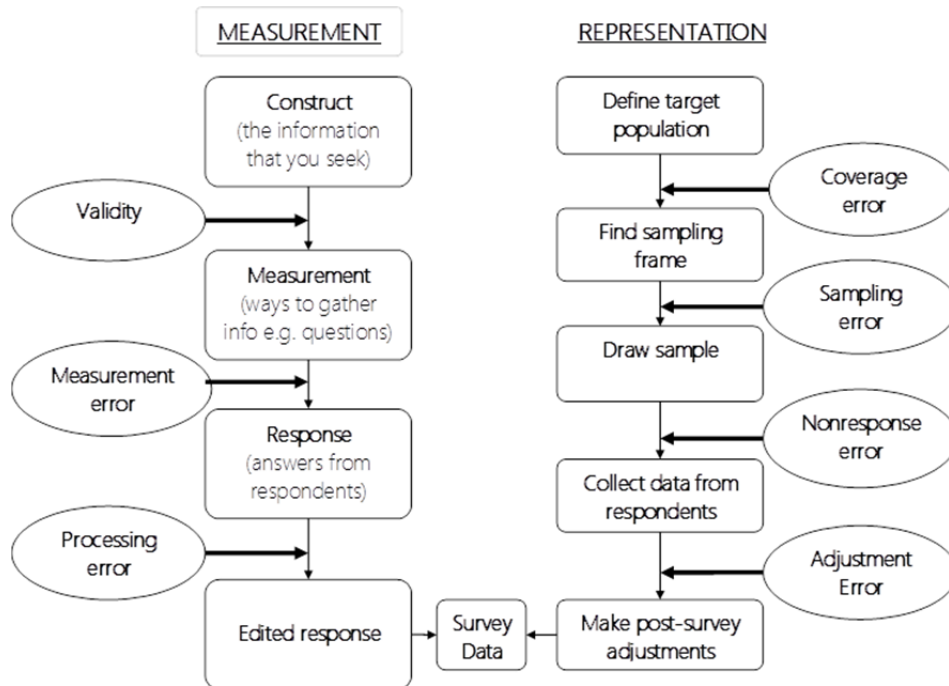 MEASUREMENT
Construct
(the information
that you seek)
Validity
Measurement
(ways to gather
info e.g. questions)
Measurement
error
Response
(answers from
respondents)
Processing
error
Edited response
Survey
Data
REPRESENTATION
Define target
population
Coverage
error
Find sampling
frame
Sampling
error
Draw sample
Nonresponse
error
Collect data from
respondents
Adjustment
Error
Make post-survey
adjustments